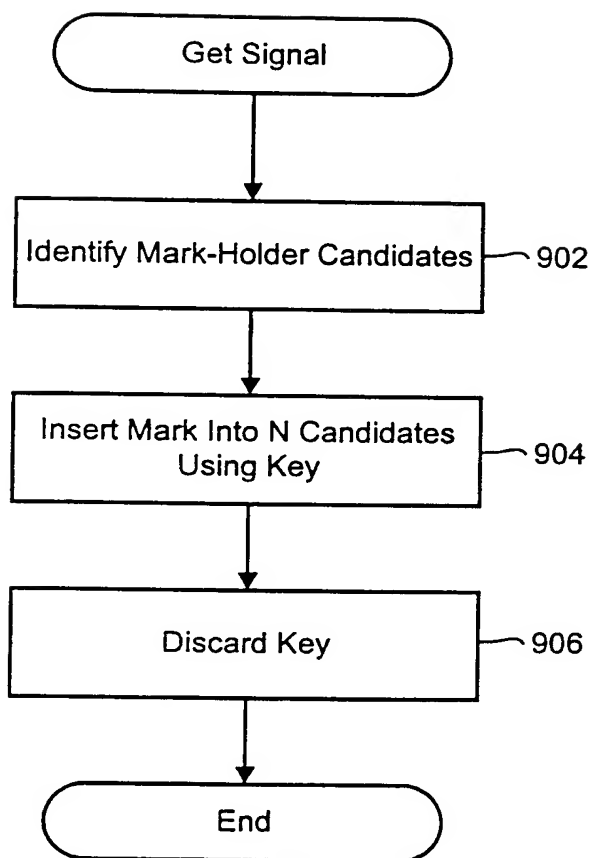 Get Signal
Identify Mark-Holder Candidates
902
Insert Mark Into N Candidates
Using Key
904
Discard Key
906
End